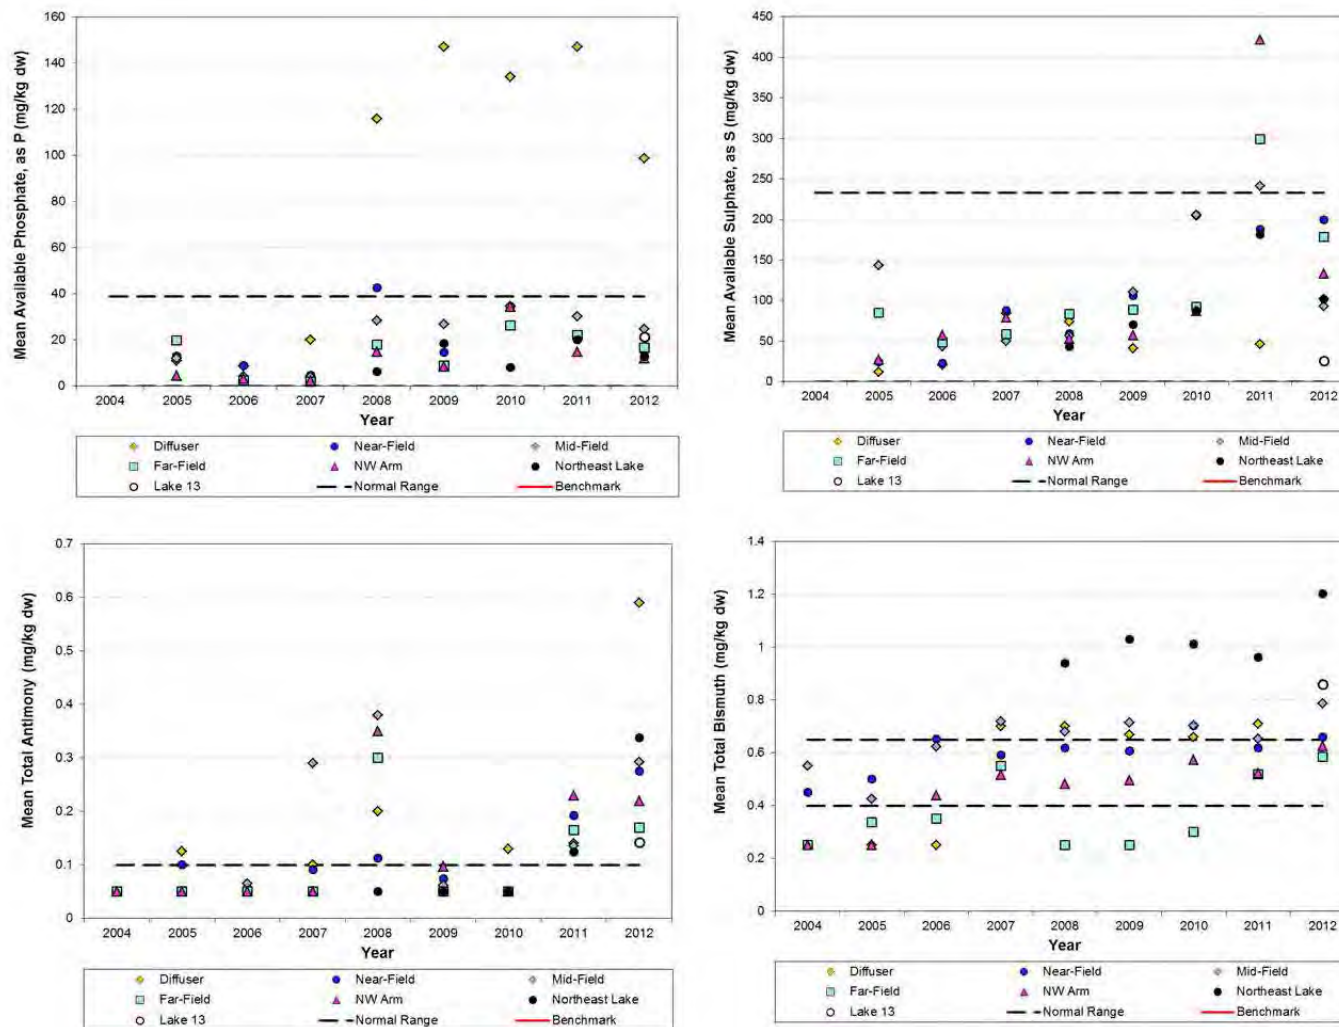 Mean Available Phosphate, as P (mg/kg dw)
160
140
120
100
80
60
40
20
0
2004 2005 2006 2007 2008 2009 2010 2011 2012
Year
Diffuser Near-Field Mid-Field
Far-Field NW Arm Northeast Lake
Lake 13 Normal Range Benchmark
Mean Available Sulphate, as S (mg/kg dw)
450
400
350
300
250
200
150
100
50
0
2004 2005 2006 2007 2008 2009 2010 2011 2012
Year
Diffuser Near-Field Mid-Field
Far-Field NW Arm Northeast Lake
Lake 13 Normal Range Benchmark
Mean Total Antimony (mg/kg dw)
0.7
0.6
0.5
0.4
0.3
0.2
0.1
0
2004 2005 2006 2007 2008 2009 2010 2011 2012
Year
Diffuser Near-Field Mid-Field
Far-Field NW Arm Northeast Lake
Lake 13 Normal Range Benchmark
Mean Total Bismuth (mg/kg dw)
1.4
1.2
1
0.8
0.6
0.4
0.2
0
2004 2005 2006 2007 2008 2009 2010 2011 2012
Year
Diffuser Near-Field Mid-Field
Far-Field NW Arm Northeast Lake
Lake 13 Normal Range Benchmark